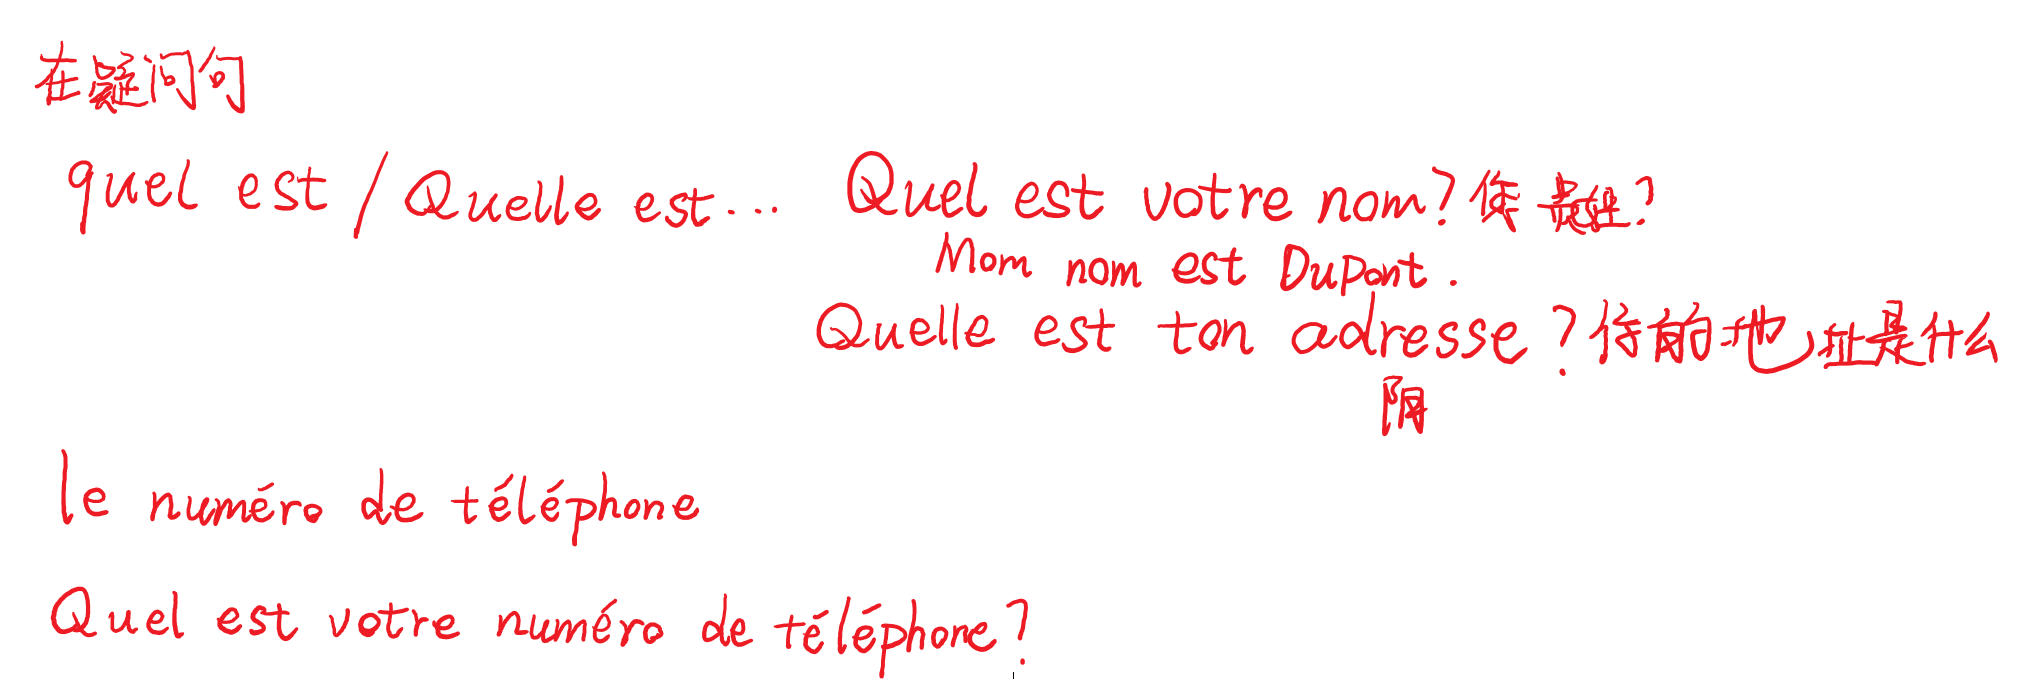 在疑问句
quel est / Quelle est... Quel est votre nom? 你贵姓?
Mom nom est Dupont.
Quelle est ton adresse? 你的地址是什么
阴
le numéro de téléphone
Quel est votre numéro de téléphone?